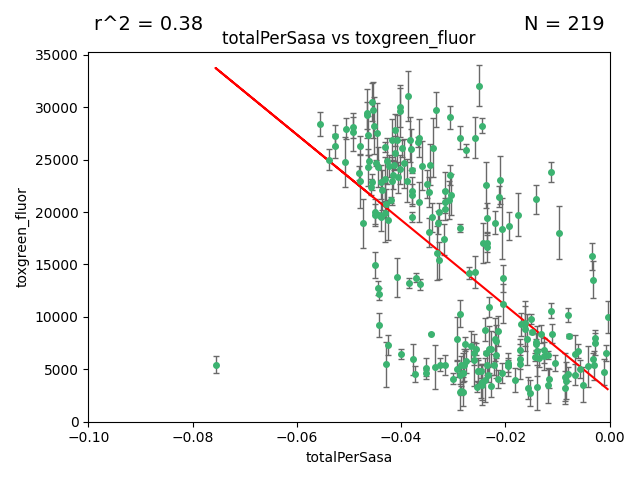 r^2 = 0.38
N = 219
totalPerSasa vs toxgreen_fluor
35000
30000
25000
20000
15000
10000
5000
0
toxgreen_fluor
−0.10
−0.08
−0.06
−0.04
−0.02
0.00
totalPerSasa